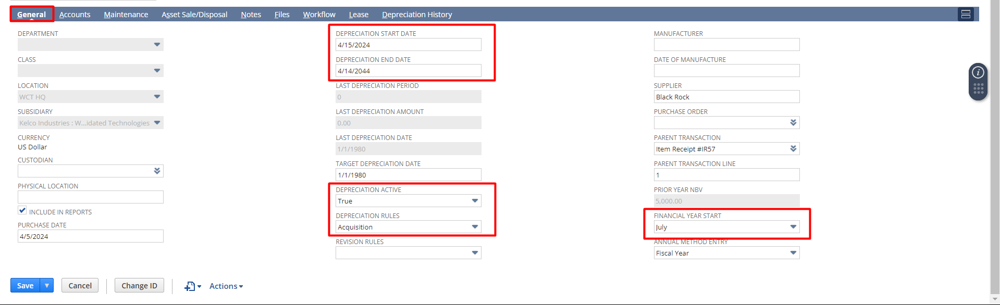 General Accounts Maintenance Asset Sale/Disposal Notes Files Workflow Lease Depreciation History
DEPARTMENT
CLASS
LOCATION
WCT HQ
SUBSIDIARY
Kelco Industries : W...idated Technologies
CURRENCY
US Dollar
CUSTODIAN
PHYSICAL LOCATION
INCLUDE IN REPORTS
PURCHASE DATE
4/5/2024
DEPRECIATION START DATE
4/15/2024
DEPRECIATION END DATE
4/14/2044
LAST DEPRECIATION PERIOD
0
LAST DEPRECIATION AMOUNT
0.00
LAST DEPRECIATION DATE
1/1/1980
TARGET DEPRECIATION DATE
1/1/1980
DEPRECIATION ACTIVE
True
DEPRECIATION RULES
Acquisition
REVISION RULES
MANUFACTURER
DATE OF MANUFACTURE
SUPPLIER
Black Rock
PURCHASE ORDER
PARENT TRANSACTION
Item Receipt #IR57
PARENT TRANSACTION LINE
1
PRIOR YEAR NBV
5,000.00
FINANCIAL YEAR START
July
ANNUAL METHOD ENTRY
Fiscal Year
Save Cancel Change ID Actions